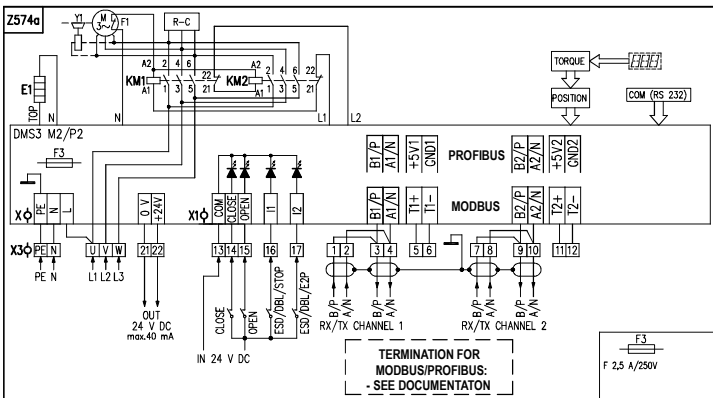 Z574a
Y1
M
3~
F1
R-C
A2 2 4 6
22
KM1
A1 1 3 5 21
A2 2 4 6 22
KM2
A1 1 3 5 21
TORQUE
POSITION
COM (RS 232)
E1
TOP
N
N
L1
L2
DMS3 M2/P2
F3
B1/P
A1/N
+5V1
GND1
PROFIBUS
B2/P
A2/N
+5V2
GND2
X
PE
N
L
0 V
+24V
X1
COM
CLOSE
OPEN
I1
I2
B1/P
A1/N
T1+
T1-
MODBUS
B2/P
A2/N
T2+
T2-
X3
PE N U V W 21 22 13 14 15 16 17 1 2 3 4 5 6 7 8 9 10 11 12
PE N L1 L2 L3
OUT
24 V DC
max.40 mA
CLOSE
OPEN
ESD/DBL/STOP
ESD/DBL/E2P
IN 24 V DC
B/P
A/N
B/P
A/N
RX/TX CHANNEL 1
B/P
A/N
B/P
A/N
RX/TX CHANNEL 2
TERMINATION FOR
MODBUS/PROFIBUS:
- SEE DOCUMENTATON
F3
F 2,5 A/250V